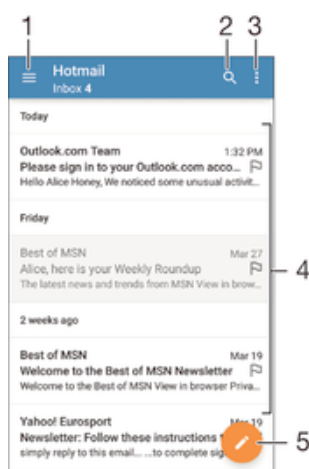 1 2 3
Hotmail
Inbox 4
Today
Outlook.com Team 1:32 PM
Please sign in to your Outlook.com acco...
Hello Alice Honey, We noticed some unusual activit...
Friday
Best of MSN Mar 27
Alice, here is your Weekly Roundup
The latest news and trends from MSN View in brow...
4
2 weeks ago
Best of MSN Mar 19
Welcome to the Best of MSN Newsletter
Welcome to the Best of MSN View in browser Priva...
Yahoo! Eurosport Mar 19
Newsletter: Follow these instructions
simply reply to this email... ...to complete
5